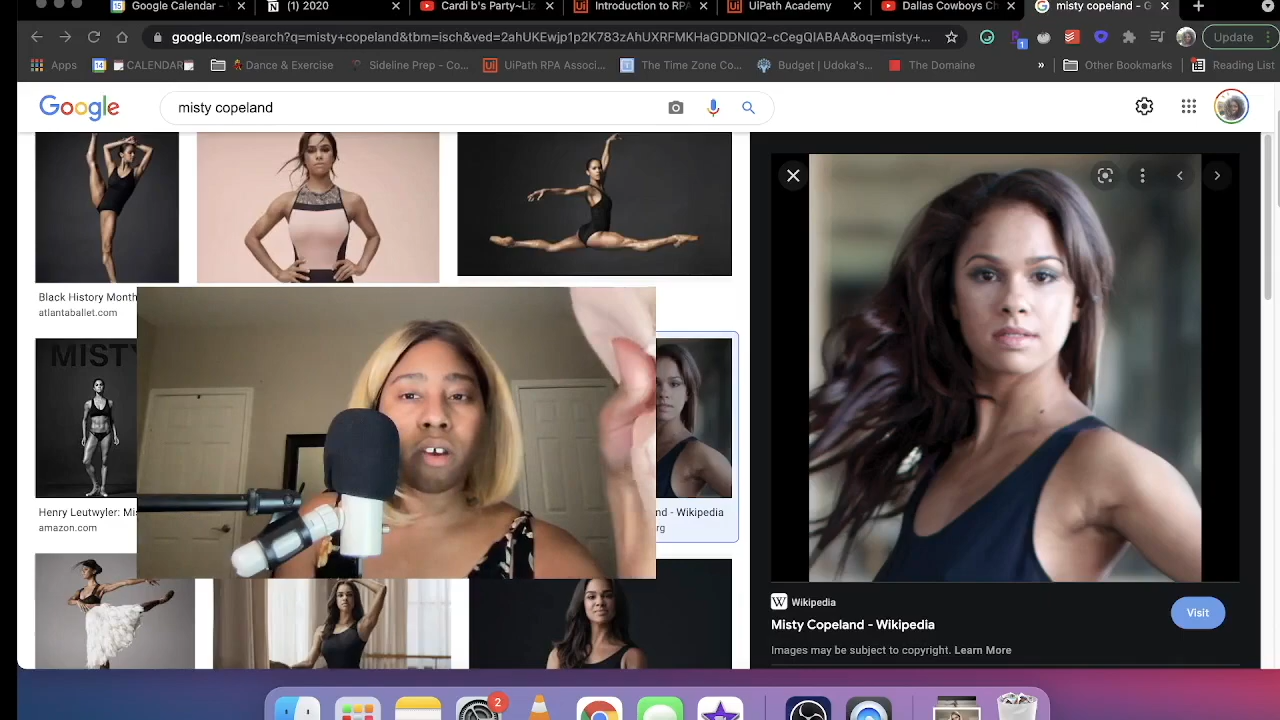 Google Calendar -
(1) 2020
Cardi b's Party~Liz
Introduction to RPA
UiPath Academy
Dallas Cowboys Ch
misty copeland - G
google.com/search?q=misty+copeland&tbm=isch&ved=2ahUKEwjp1p2K783zAhUXRFMKHaGDDNIQ2-cCegQIABAA&oq=misty+...
1
Update
Apps
14
CALENDAR
Dance & Exercise
Sideline Prep - Co...
UiPath RPA Associ...
The Time Zone Co...
Budget | Udoka's...
The Domaine
»
Other Bookmarks
Reading List
Google
misty copeland
Black History Month
atlantaballet.com
MISTY
Henry Leutwyler: Mi
amazon.com
nd - Wikipedia
rg
W Wikipedia
Misty Copeland - Wikipedia
Visit
Images may be subject to copyright. Learn More
2